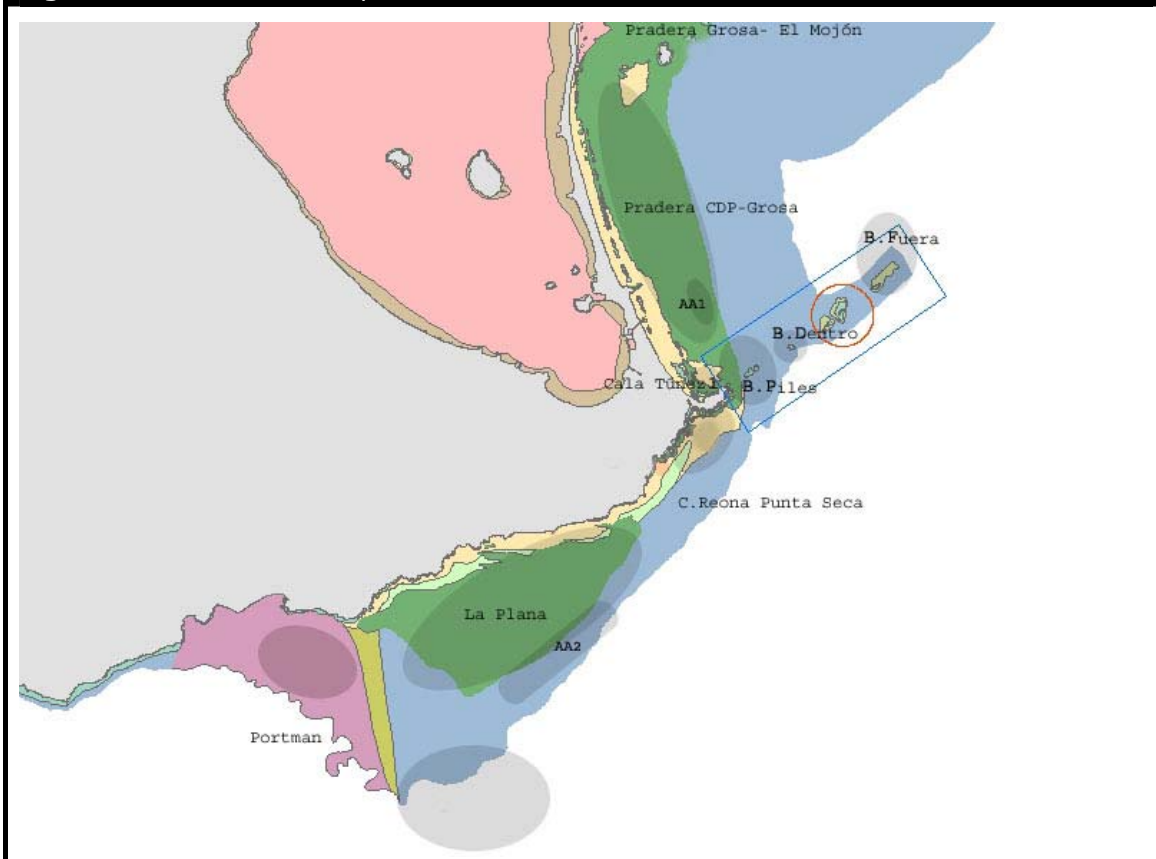 Pradera Grosa- El Mojón
Pradera CDP-Grosa
B.Fuera
AA1
B.Dentro
Cala Túnez1
B.Piles
C.Reona Punta Seca
La Plana
AA2
Portman